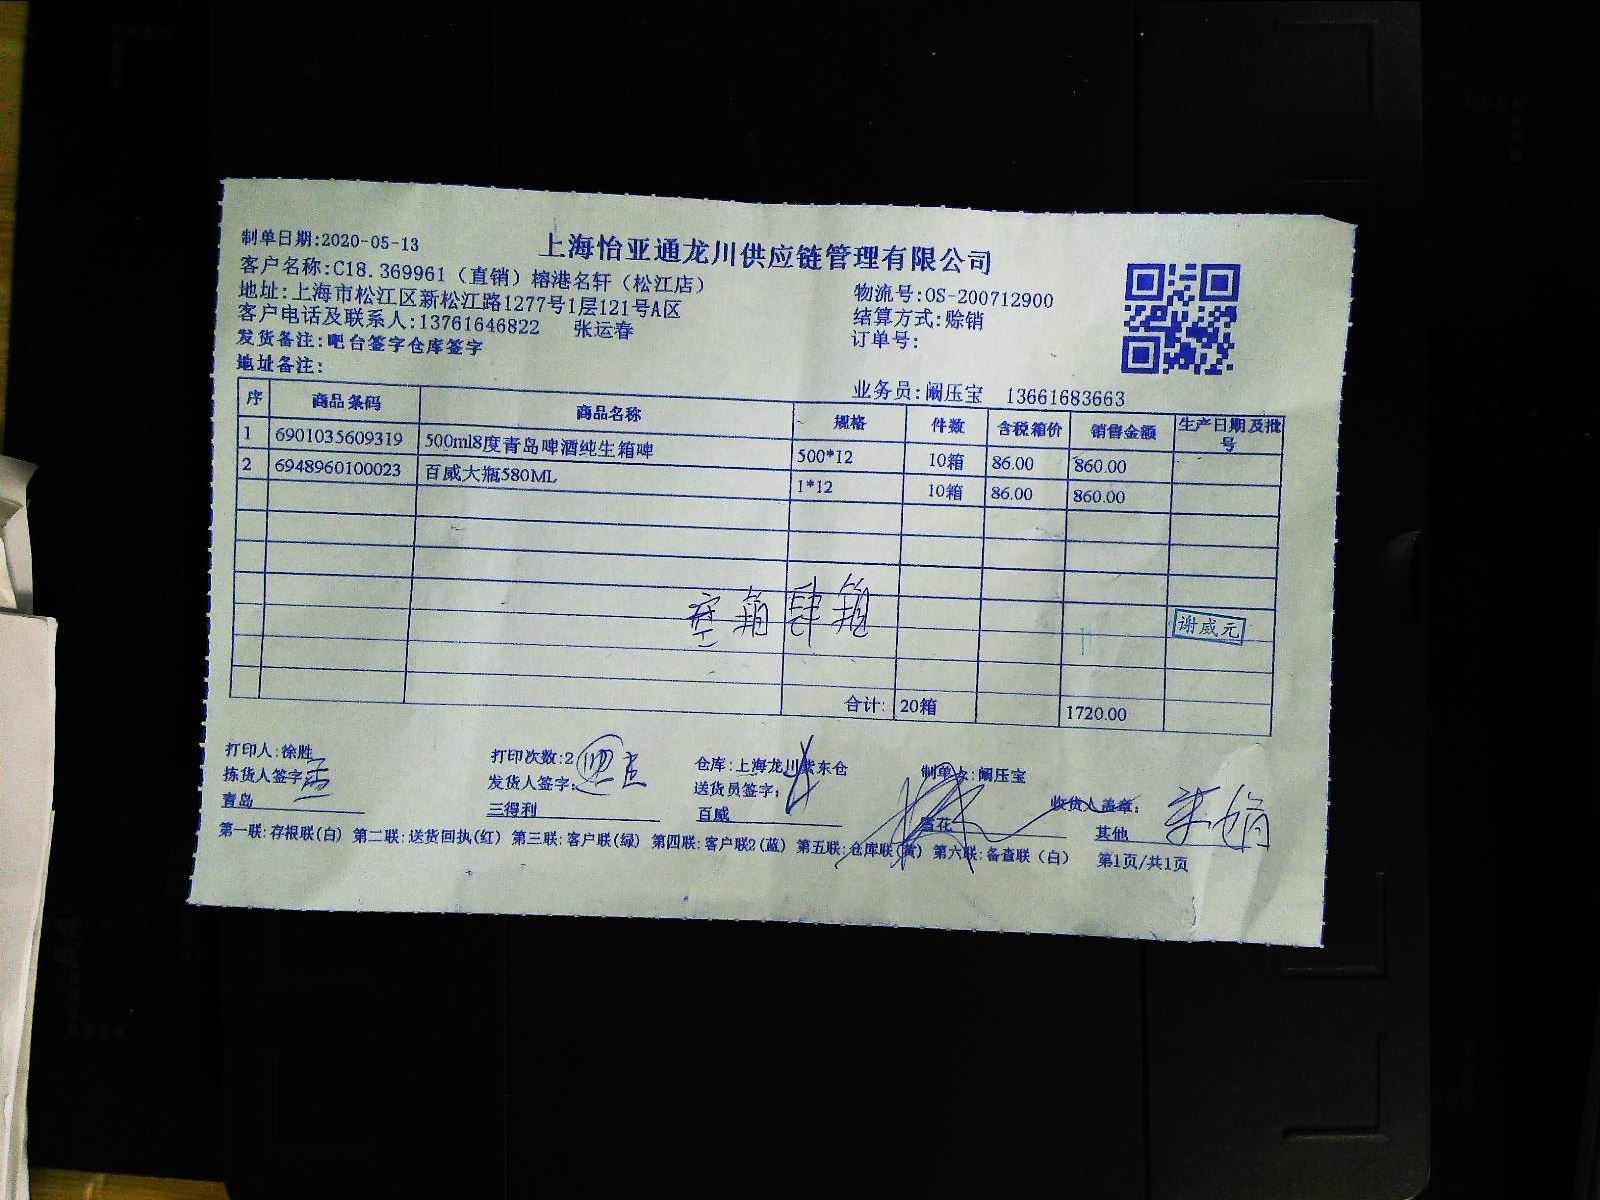 上海怡亚通龙川供应链管理有限公司
制单日期:2020-05-13
客户名称:C18.369961（直销）榕港名轩（松江店）
地址:上海市松江区新松江路1277号1层121号A区
客户电话及联系人:13761646822 张运春
发货备注:吧台签字仓库签字
地址备注:
物流号:OS-200712900
结算方式:赊销
订单号:
业务员:阚压宝 13661683663
序 商品条码 商品名称 规格 件数 含税箱价 销售金额 生产日期及批号
1 6901035609319 500ml8度青岛啤酒纯生箱啤 500*12 10箱 86.00 860.00
2 6948960100023 百威大瓶580ML 1*12 10箱 86.00 860.00
空箱肆箱
谢威元
合计: 20箱 1720.00
打印人:徐胜 打印次数:2 仓库:上海龙川紫东仓 制单人:阚压宝
拣货人签字: 发货人签字: 送货员签字: 收货人盖章:
青岛 三得利 百威 雪花 其他
第一联:存根联(白) 第二联:送货回执(红) 第三联:客户联(绿) 第四联:客户联2(蓝) 第五联:仓库联(黄) 第六联:备查联（白） 第1页/共1页